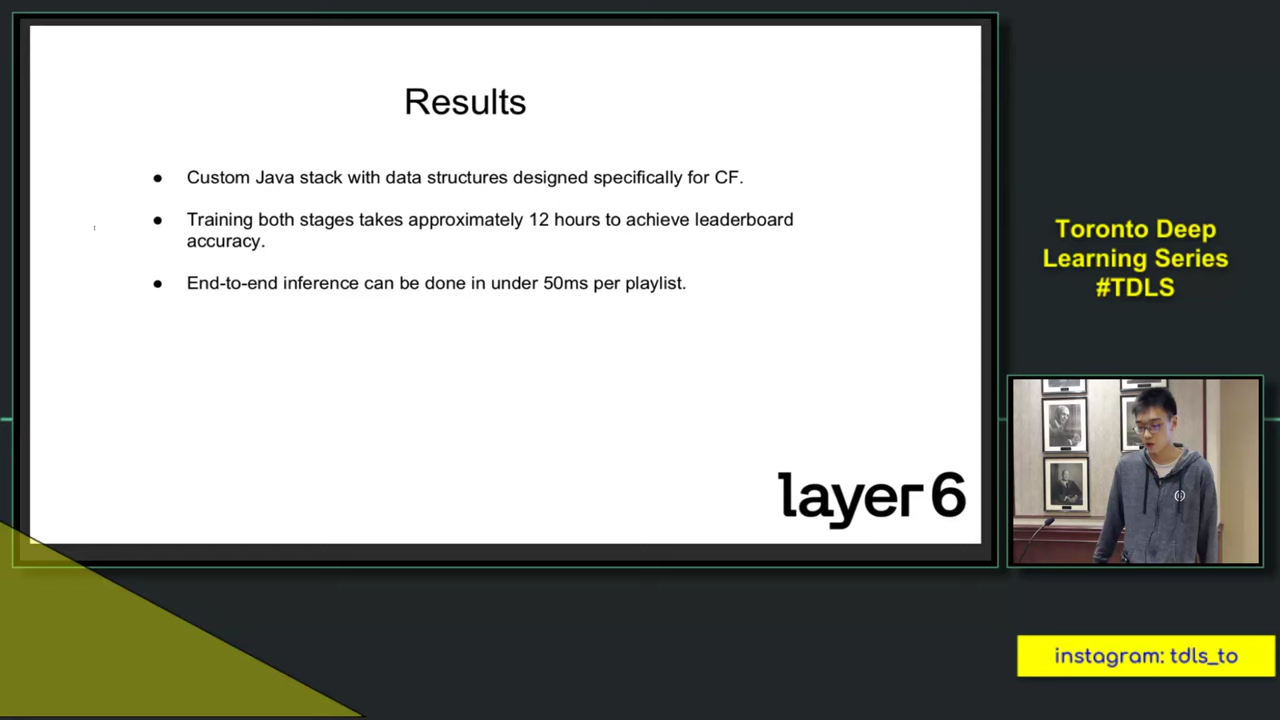 Results
● Custom Java stack with data structures designed specifically for CF.
● Training both stages takes approximately 12 hours to achieve leaderboard
accuracy.
● End-to-end inference can be done in under 50ms per playlist.
layer 6
Toronto Deep
Learning Series
#TDLS
instagram: tdls_to